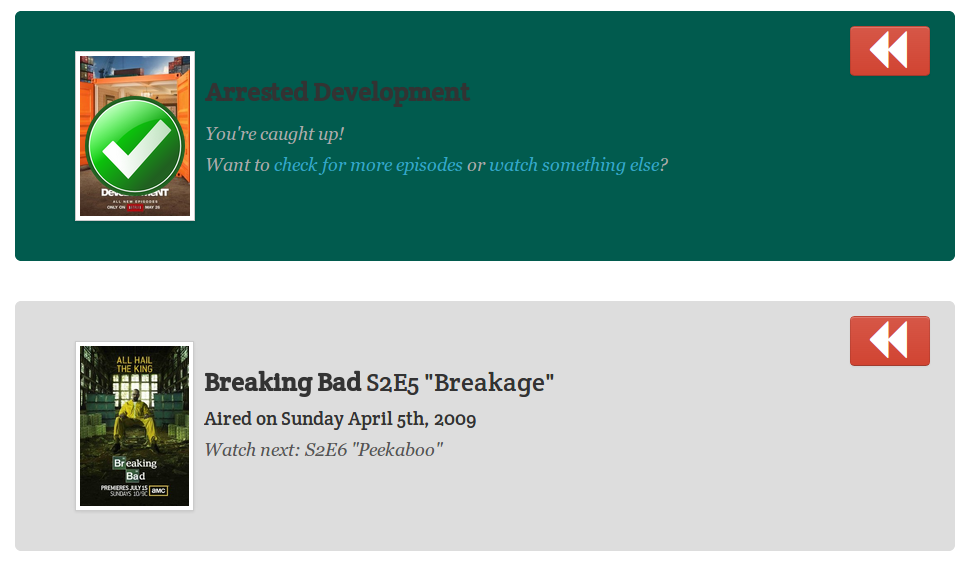 Arrested Development
You're caught up!
Want to check for more episodes or watch something else?
ALL NEW EPISODES
ONLY ON NETFLIX MAY 26
ALL HAIL
THE KING
Breaking
Bad
PREMIERES JULY 15
SUNDAYS 10/9C AMC
Breaking Bad S2E5 "Breakage"
Aired on Sunday April 5th, 2009
Watch next: S2E6 "Peekaboo"